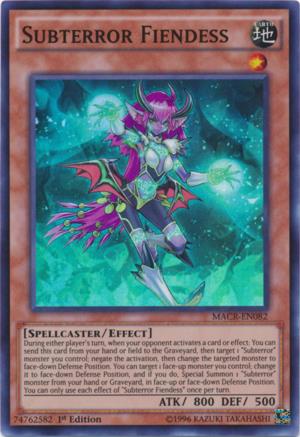 SUBTERROR FIENDESS
EARTH
地
MACR-EN082
[SPELLCASTER/EFFECT]
During either player's turn, when your opponent activates a card or effect: You can
send this card from your hand or field to the Graveyard, then target 1 "Subterror"
monster you control; negate the activation, then change the targeted monster to
face-down Defense Position. You can target 1 face-up monster you control; change
it to face-down Defense Position, and if you do, Special Summon 1 "Subterror"
monster from your hand or Graveyard, in face-up or face-down Defense Position.
You can only use each effect of "Subterror Fiendess" once per turn.
ATK/ 800 DEF/ 500
74762582 1st Edition ©1996 KAZUKI TAKAHASHI